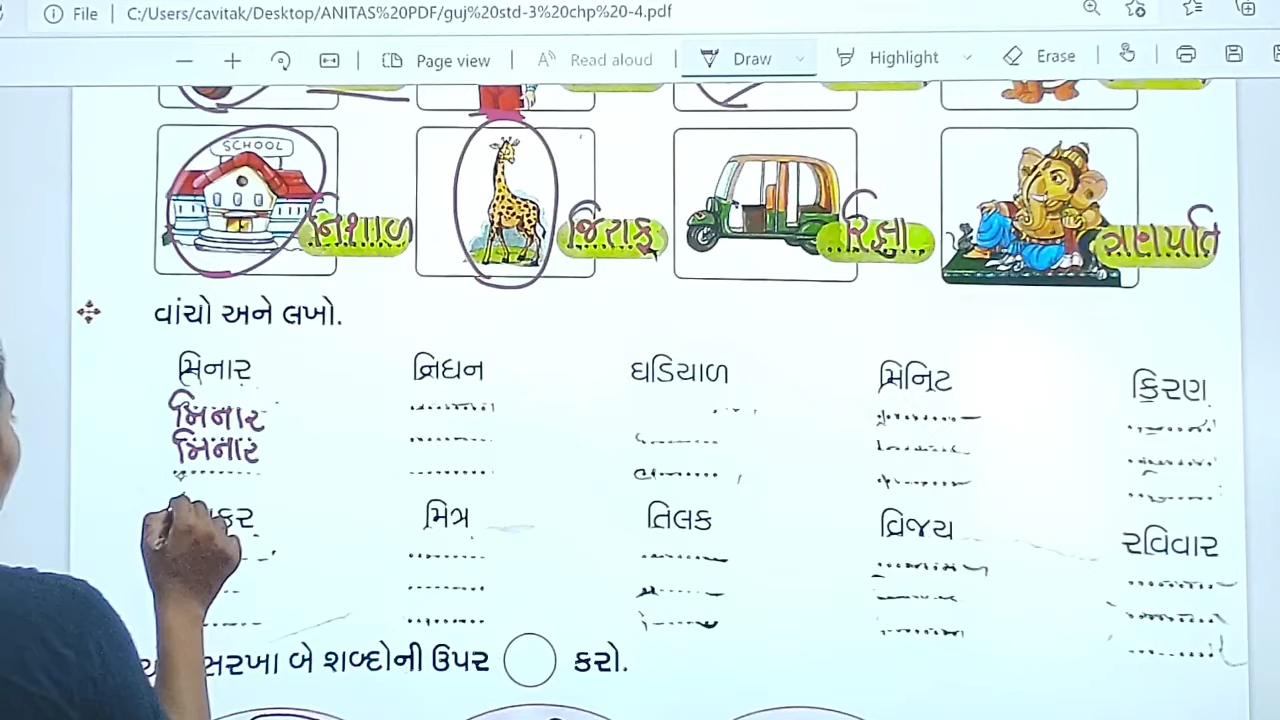 File C:/Users/cavitak/Desktop/ANITAS%20PDF/guj%20std-3%20chp%20-4.pdf
Page view Read aloud Draw Highlight Erase
SCHOOL
નિશાળ જિરાફ રિક્ષા ગણપતિ
વાંચો અને લખો.
મિનાર નિધન ઘડિયાળ મિનિટ કિરણ
મિનાર
મિનાર
મિત્ર તિલક વિજય રવિવાર
સરખા બે શબ્દોની ઉપર કરો.